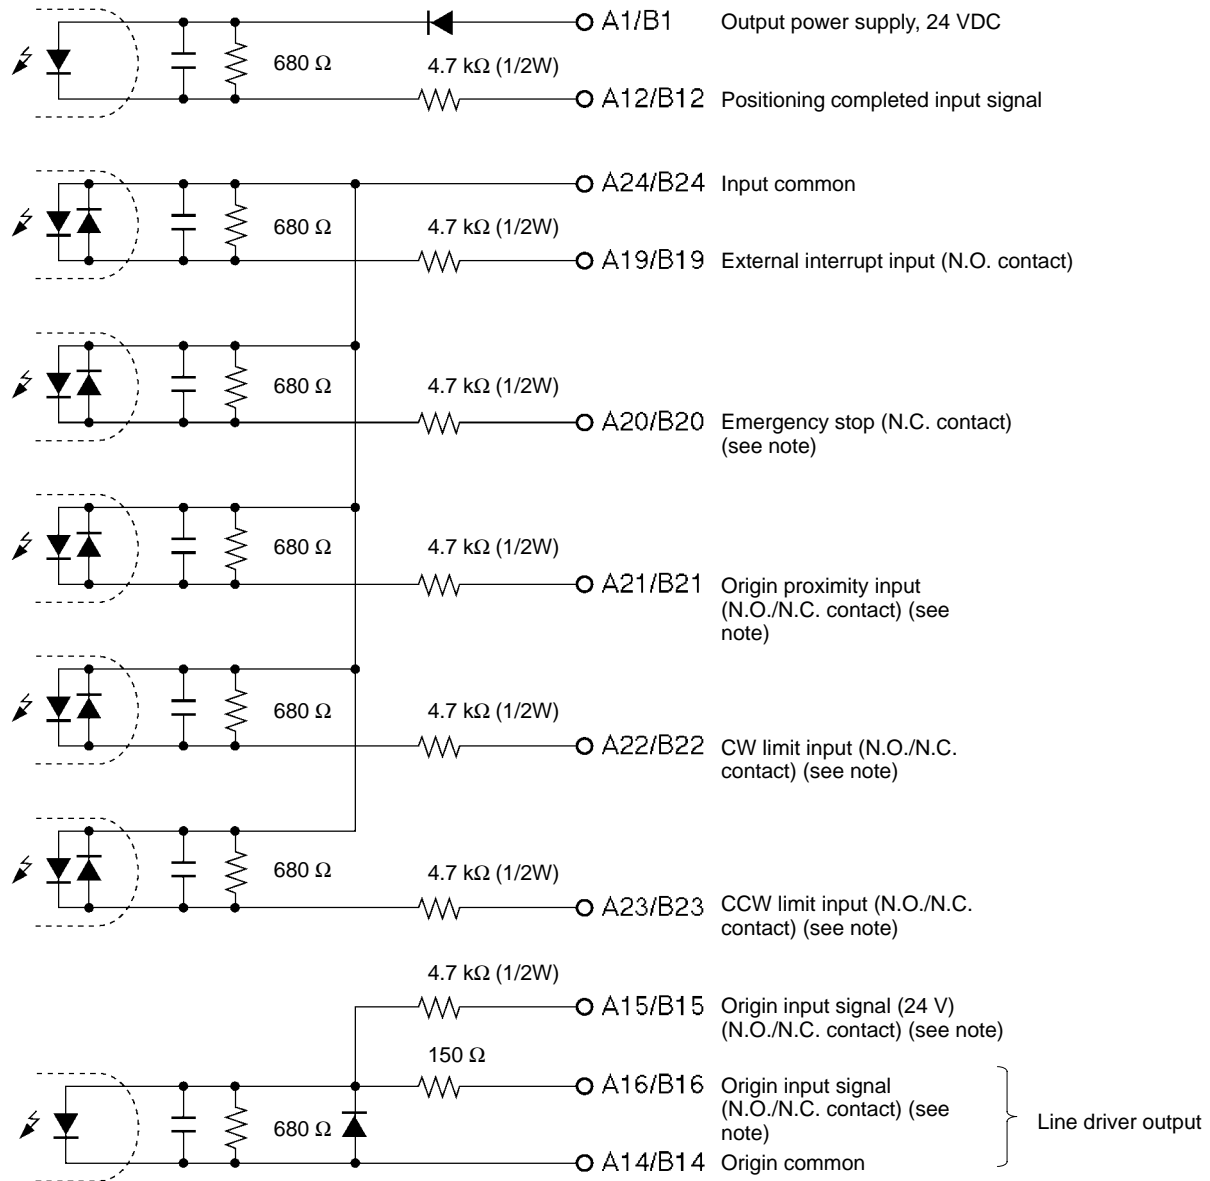 A1/B1 Output power supply, 24 VDC
680 Ω 4.7 kΩ (1/2W)
A12/B12 Positioning completed input signal
A24/B24 Input common
680 Ω 4.7 kΩ (1/2W)
A19/B19 External interrupt input (N.O. contact)
680 Ω 4.7 kΩ (1/2W)
A20/B20 Emergency stop (N.C. contact)
(see note)
680 Ω 4.7 kΩ (1/2W)
A21/B21 Origin proximity input
(N.O./N.C. contact) (see
note)
680 Ω 4.7 kΩ (1/2W)
A22/B22 CW limit input (N.O./N.C.
contact) (see note)
680 Ω 4.7 kΩ (1/2W)
A23/B23 CCW limit input (N.O./N.C.
contact) (see note)
4.7 kΩ (1/2W)
A15/B15 Origin input signal (24 V)
(N.O./N.C. contact) (see note)
150 Ω
A16/B16 Origin input signal
(N.O./N.C. contact) (see
note)
680 Ω
Line driver output
A14/B14 Origin common